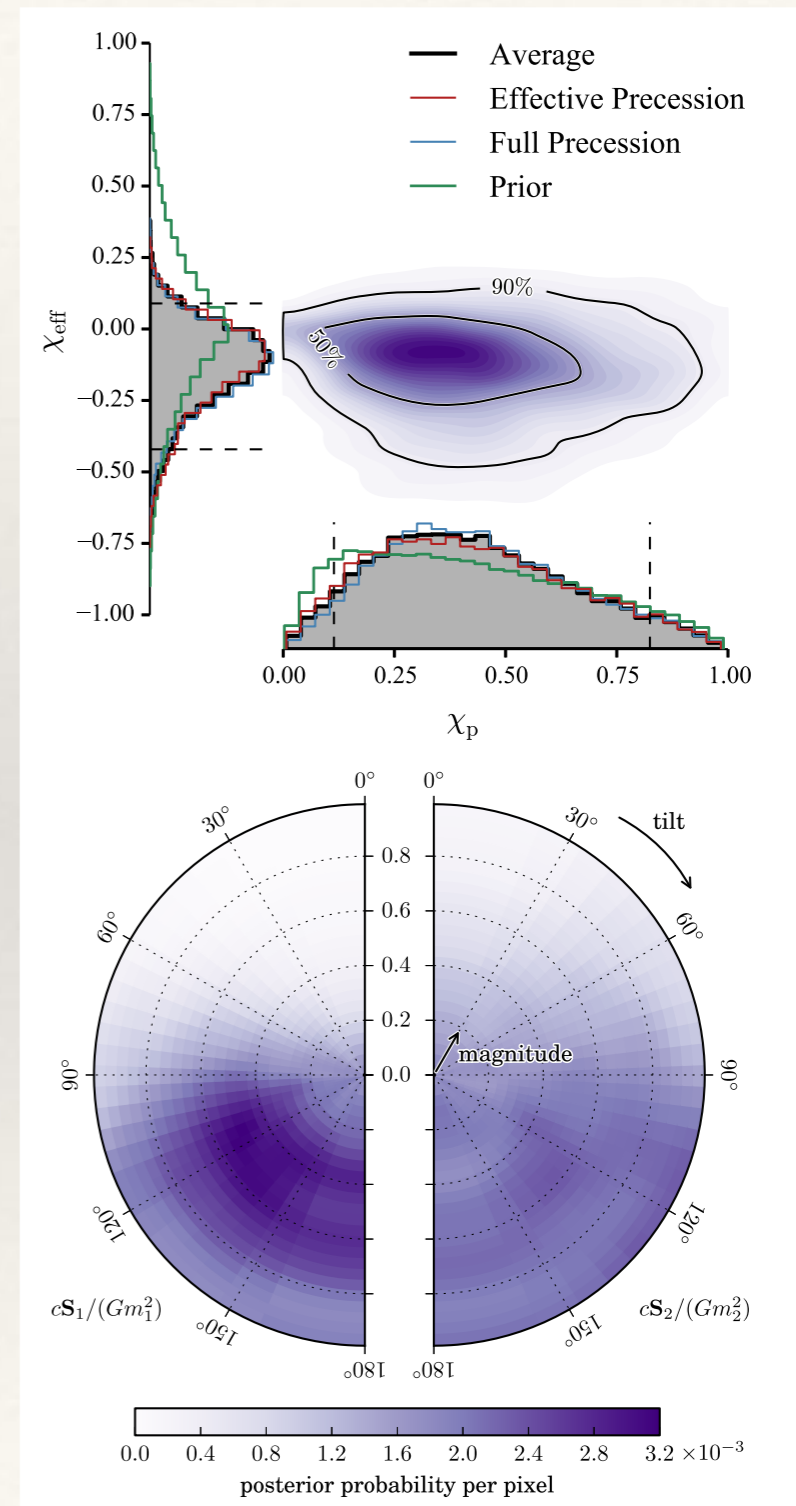 1.00
0.75
0.50
0.25
0.00
−0.25
−0.50
−0.75
−1.00
χeff
Average
Effective Precession
Full Precession
Prior
90%
50%
0.00 0.25 0.50 0.75 1.00
χp
0° 0°
30° 30° tilt
0.8
60° 0.6 60°
0.4
0.2
magnitude
90° 0.0 90°
120° 120°
cS₁/(Gm₁²) cS₂/(Gm₂²)
150° 150°
180° 180°
0.0 0.4 0.8 1.2 1.6 2.0 2.4 2.8 3.2 ×10⁻³
posterior probability per pixel